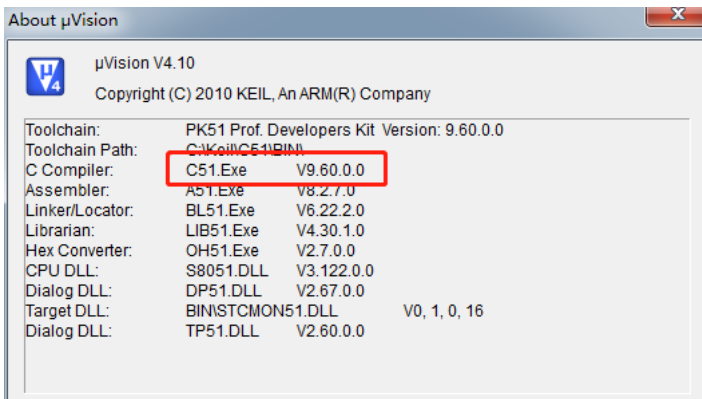 About µVision
X
µVision V4.10
Copyright (C) 2010 KEIL, An ARM(R) Company
Toolchain: PK51 Prof. Developers Kit Version: 9.60.0.0
Toolchain Path: C:\Keil\C51\BIN\
C Compiler: C51.Exe V9.60.0.0
Assembler: A51.Exe V8.2.7.0
Linker/Locator: BL51.Exe V6.22.2.0
Librarian: LIB51.Exe V4.30.1.0
Hex Converter: OH51.Exe V2.7.0.0
CPU DLL: S8051.DLL V3.122.0.0
Dialog DLL: DP51.DLL V2.67.0.0
Target DLL: BIN\STCMON51.DLL V0, 1, 0, 16
Dialog DLL: TP51.DLL V2.60.0.0